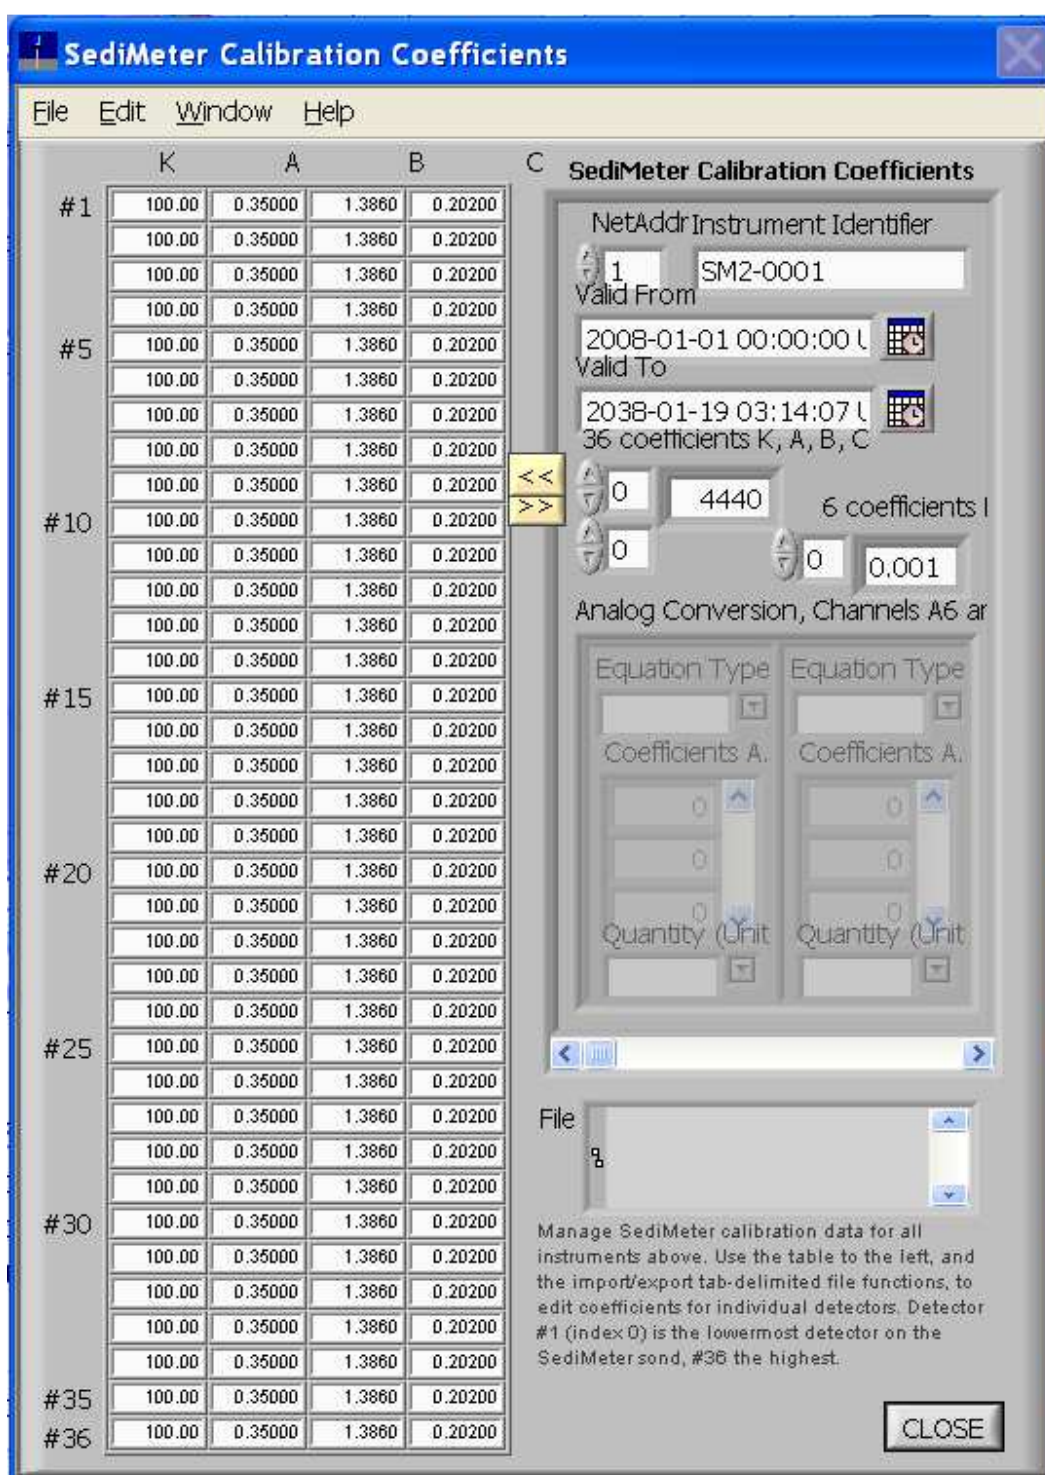 SediMeter Calibration Coefficients
File Edit Window Help
K A B C
#1 100.00 0.35000 1.3860 0.20200
100.00 0.35000 1.3860 0.20200
100.00 0.35000 1.3860 0.20200
100.00 0.35000 1.3860 0.20200
#5 100.00 0.35000 1.3860 0.20200
100.00 0.35000 1.3860 0.20200
100.00 0.35000 1.3860 0.20200
100.00 0.35000 1.3860 0.20200
100.00 0.35000 1.3860 0.20200
#10 100.00 0.35000 1.3860 0.20200
100.00 0.35000 1.3860 0.20200
100.00 0.35000 1.3860 0.20200
100.00 0.35000 1.3860 0.20200
100.00 0.35000 1.3860 0.20200
#15 100.00 0.35000 1.3860 0.20200
100.00 0.35000 1.3860 0.20200
100.00 0.35000 1.3860 0.20200
100.00 0.35000 1.3860 0.20200
100.00 0.35000 1.3860 0.20200
#20 100.00 0.35000 1.3860 0.20200
100.00 0.35000 1.3860 0.20200
100.00 0.35000 1.3860 0.20200
100.00 0.35000 1.3860 0.20200
100.00 0.35000 1.3860 0.20200
#25 100.00 0.35000 1.3860 0.20200
100.00 0.35000 1.3860 0.20200
100.00 0.35000 1.3860 0.20200
100.00 0.35000 1.3860 0.20200
100.00 0.35000 1.3860 0.20200
#30 100.00 0.35000 1.3860 0.20200
100.00 0.35000 1.3860 0.20200
100.00 0.35000 1.3860 0.20200
100.00 0.35000 1.3860 0.20200
100.00 0.35000 1.3860 0.20200
#35 100.00 0.35000 1.3860 0.20200
#36 100.00 0.35000 1.3860 0.20200
<<
>>
SediMeter Calibration Coefficients
NetAddr Instrument Identifier
1 SM2-0001
Valid From
2008-01-01 00:00:00 U
Valid To
2038-01-19 03:14:07 U
36 coefficients K, A, B, C
0 4440 6 coefficients
0 0 0.001
Analog Conversion, Channels A6 ar
Equation Type Equation Type
Coefficients A. Coefficients A.
0 0
0 0
0 0
Quantity (Unit Quantity (Unit
File
Manage SediMeter calibration data for all
instruments above. Use the table to the left, and
the import/export tab-delimited file functions, to
edit coefficients for individual detectors. Detector
#1 (index 0) is the lowermost detector on the
SediMeter sond, #36 the highest.
CLOSE